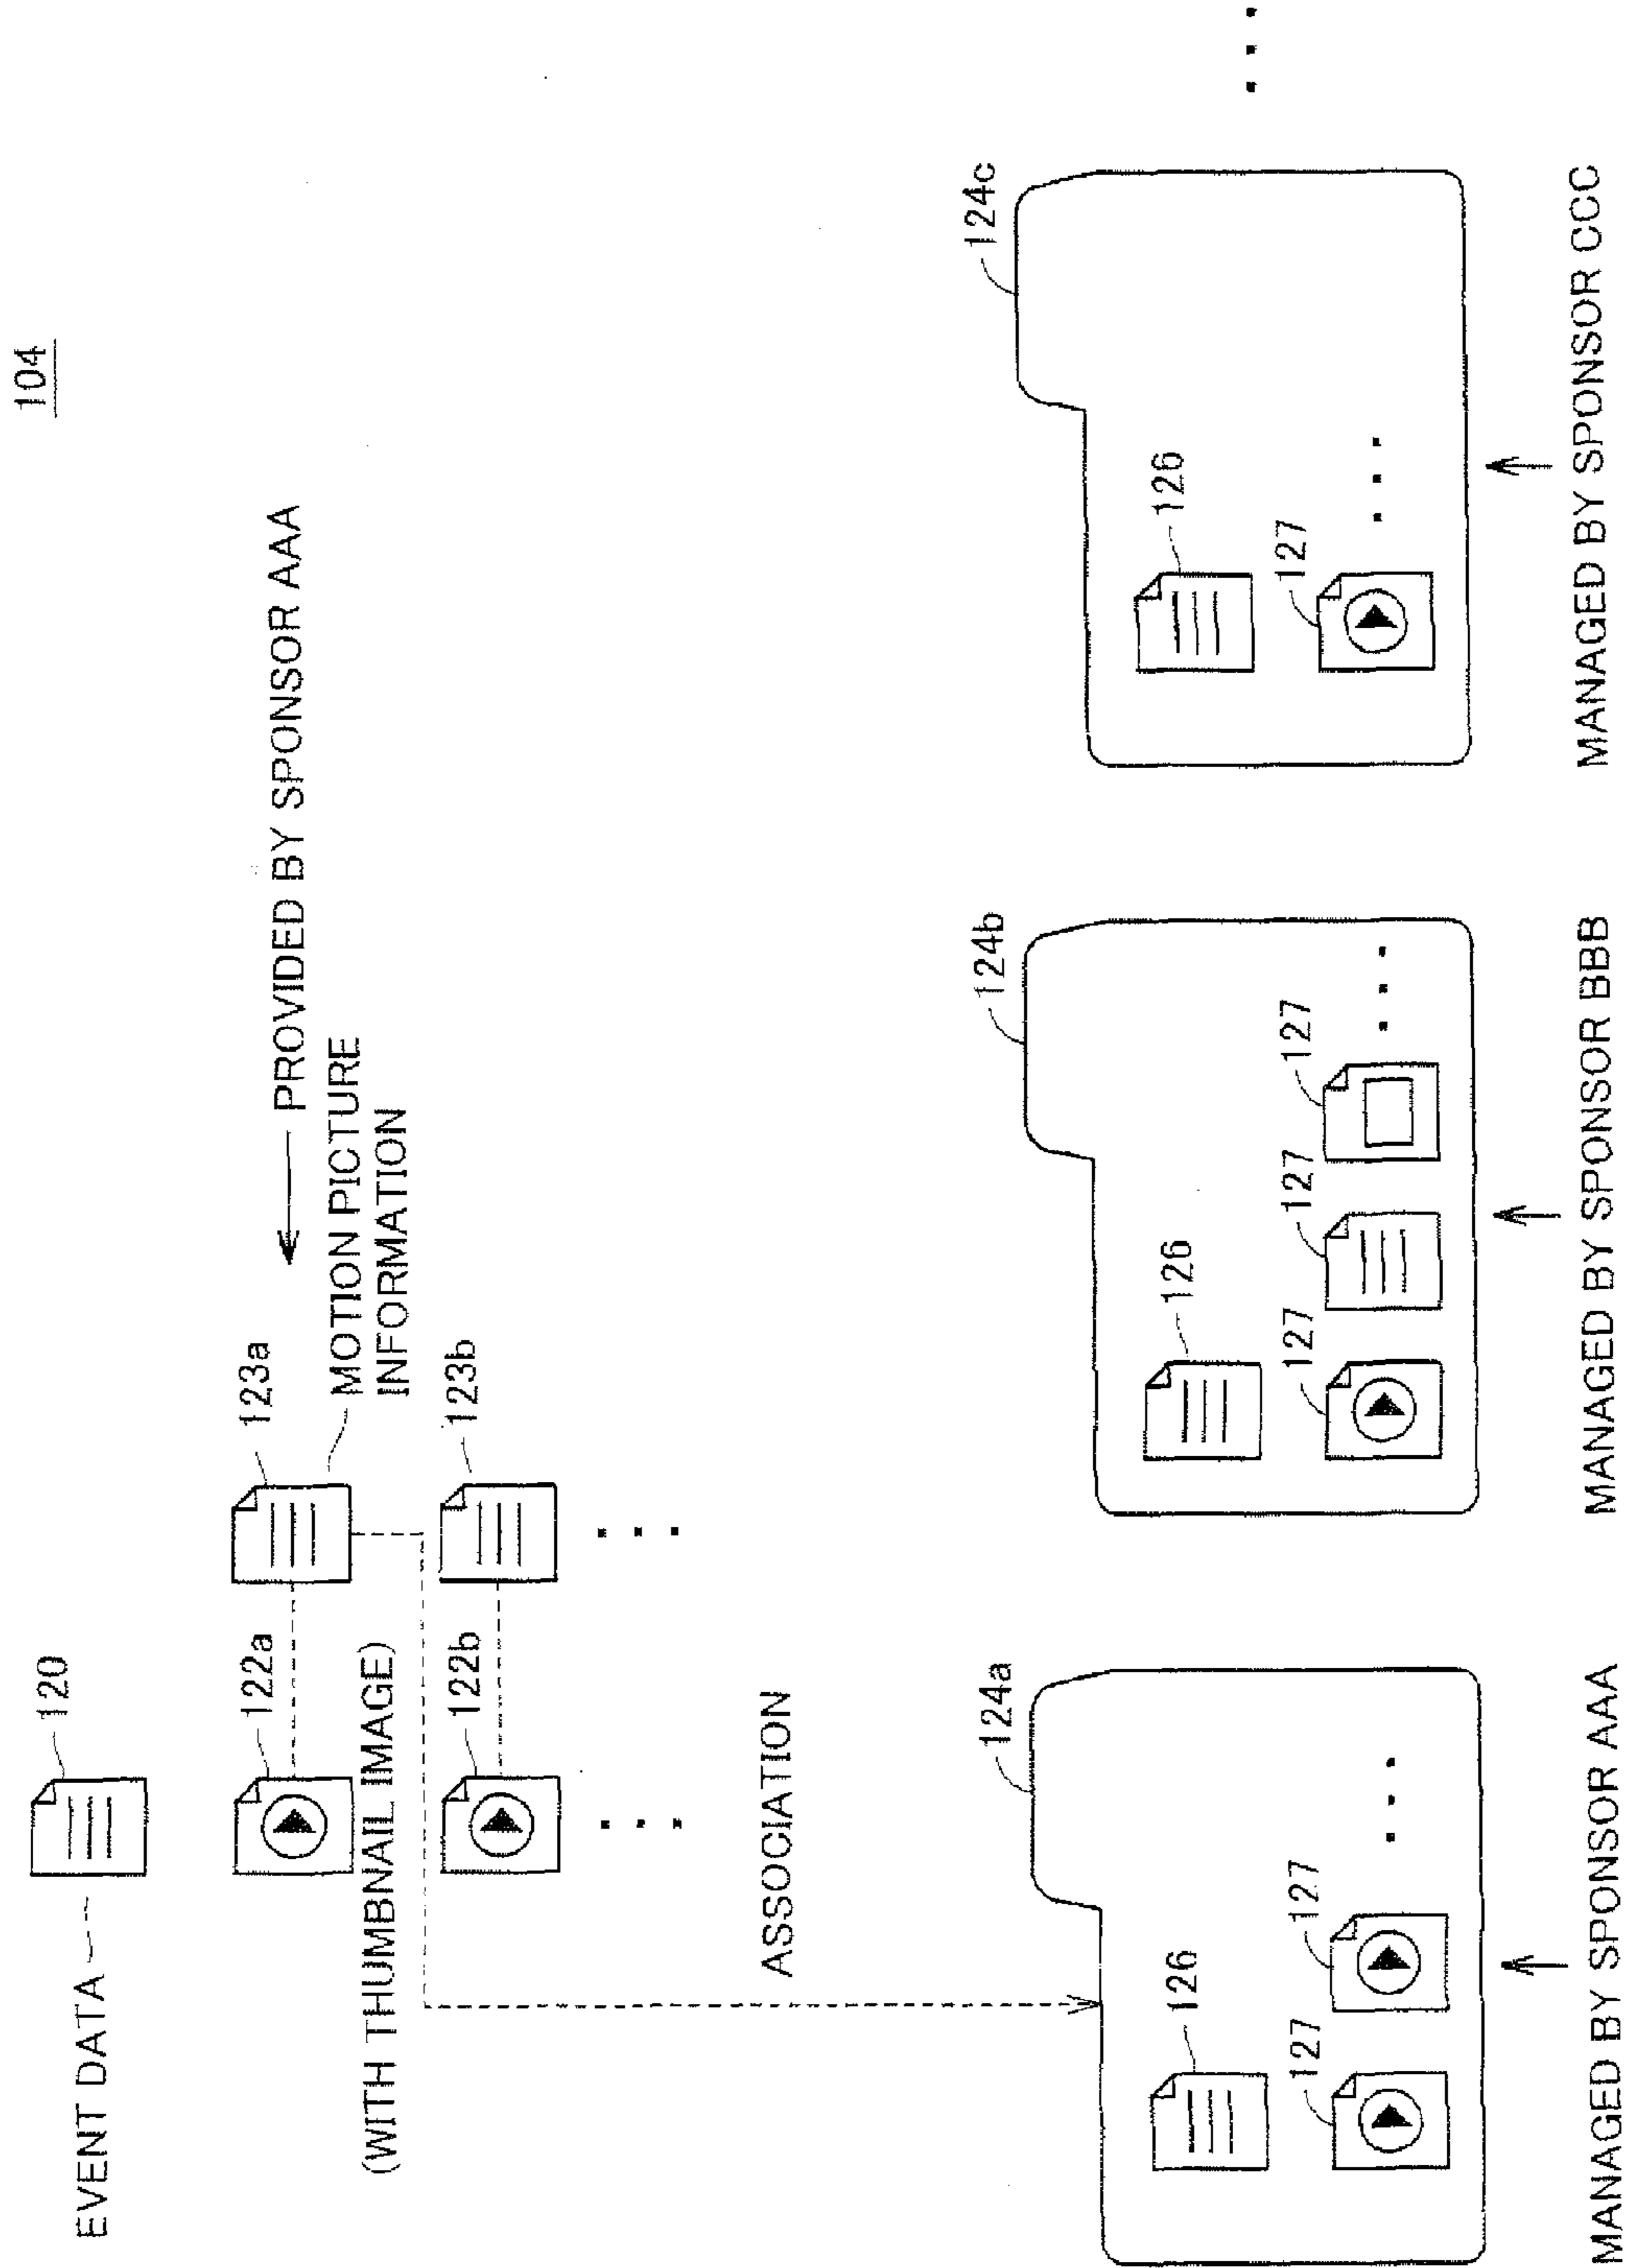 104
120
EVENT DATA
122a
123a
PROVIDED BY SPONSOR AAA
MOTION PICTURE
INFORMATION
(WITH THUMBNAIL IMAGE)
122b
123b
ASSOCIATION
124a
124b
124c
126
126
126
127
127
127
127
127
127
MANAGED BY SPONSOR AAA
MANAGED BY SPONSOR BBB
MANAGED BY SPONSOR CCC